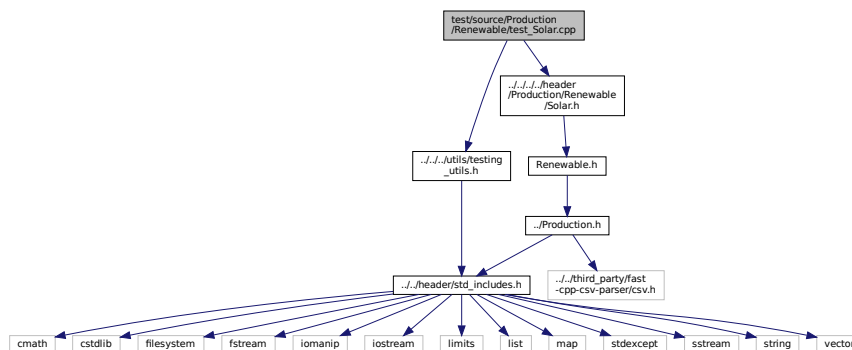 test/source/Production
/Renewable/test_Solar.cpp
../../../../header
/Production/Renewable
/Solar.h
../../../utils/testing
_utils.h
Renewable.h
../Production.h
../../header/std_includes.h
../../third_party/fast
-cpp-csv-parser/csv.h
cmath
cstdlib
filesystem
fstream
iomanip
iostream
limits
list
map
stdexcept
sstream
string
vector